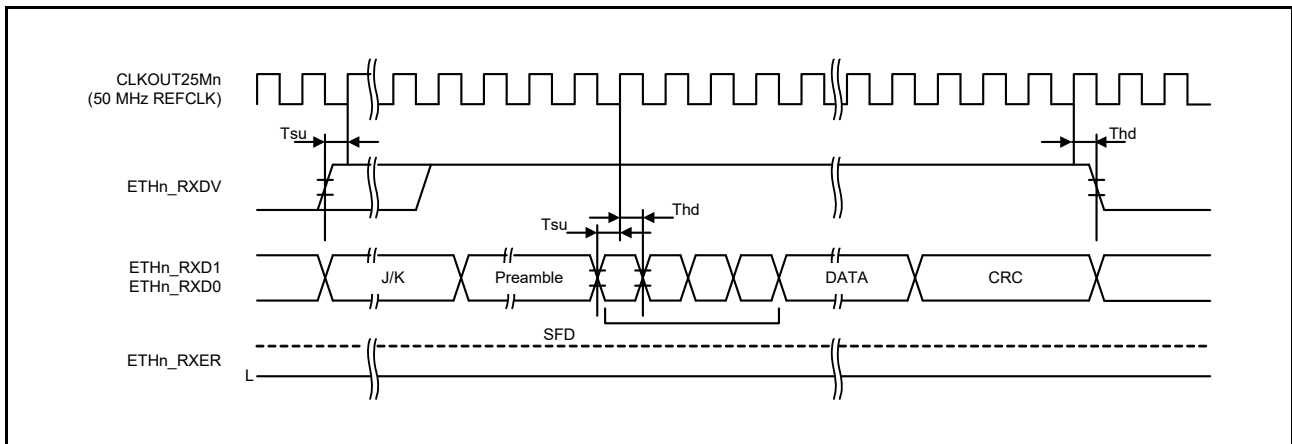 CLKOUT25Mn
(50 MHz REFCLK)
Tsu
Thd
ETHn_RXDV
Tsu
Thd
ETHn_RXD1
ETHn_RXD0
J/K
Preamble
DATA
CRC
SFD
ETHn_RXER
L